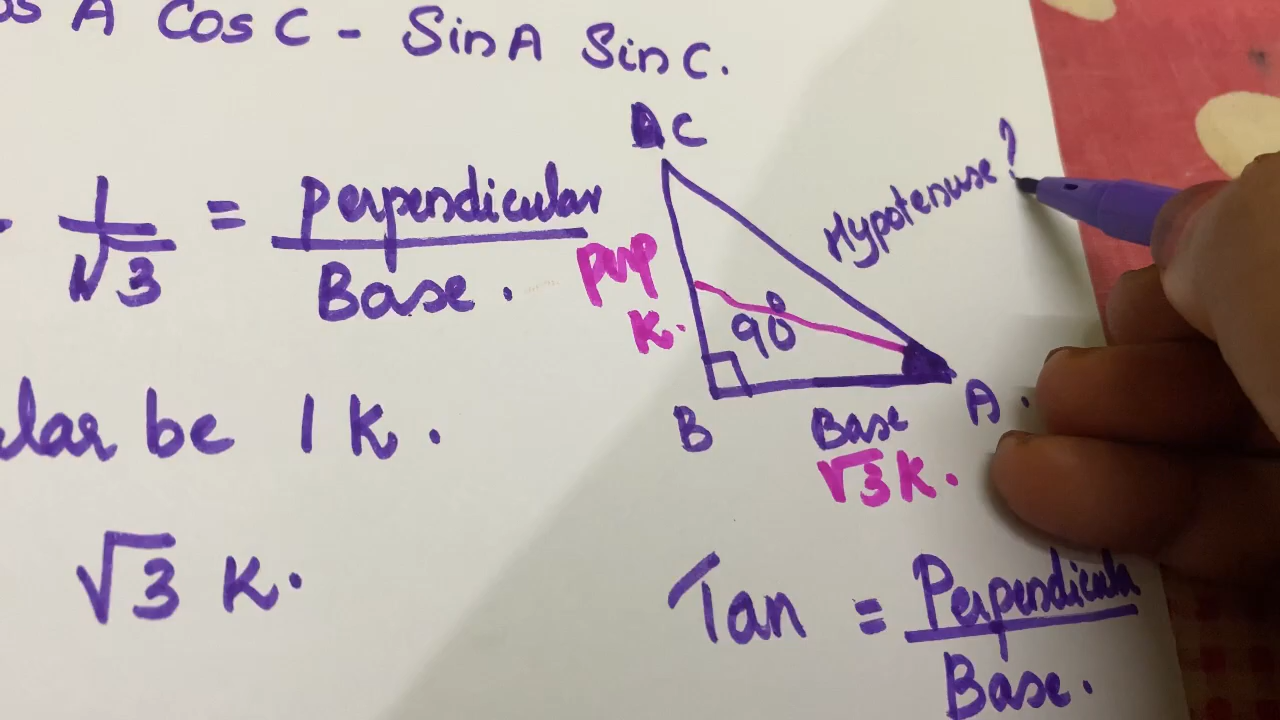 os A Cos C - Sin A Sin C.
1/√3 = Perpendicular/Base.
lar be 1 K.
√3 K.
C
Hypotenuse?
perp
K.
90°
B
Base
A.
√3 K.
Tan = Perpendicula/Base.